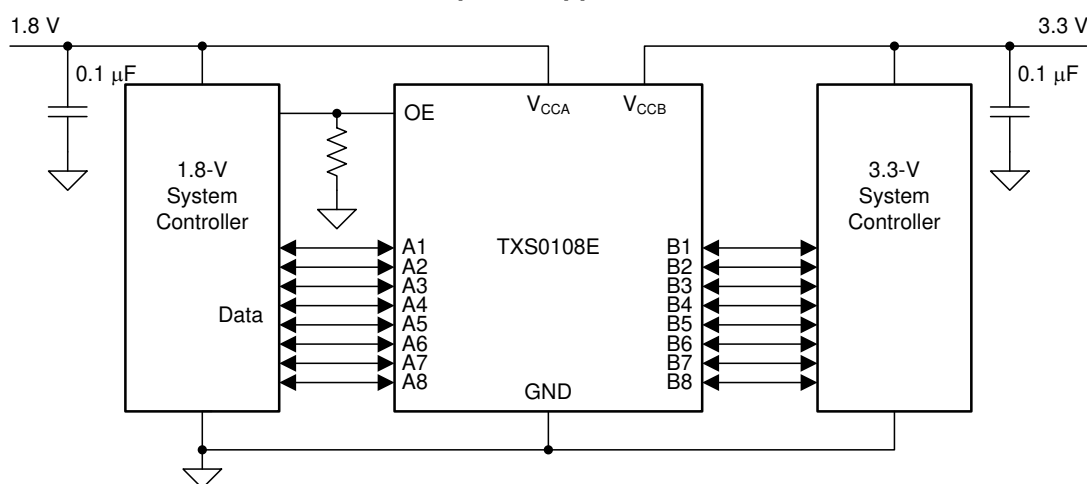 1.8 V
3.3 V
0.1 μF
0.1 μF
OE
VCCA
VCCB
1.8-V
System
Controller
3.3-V
System
Controller
TXS0108E
Data
A1
A2
A3
A4
A5
A6
A7
A8
B1
B2
B3
B4
B5
B6
B7
B8
GND